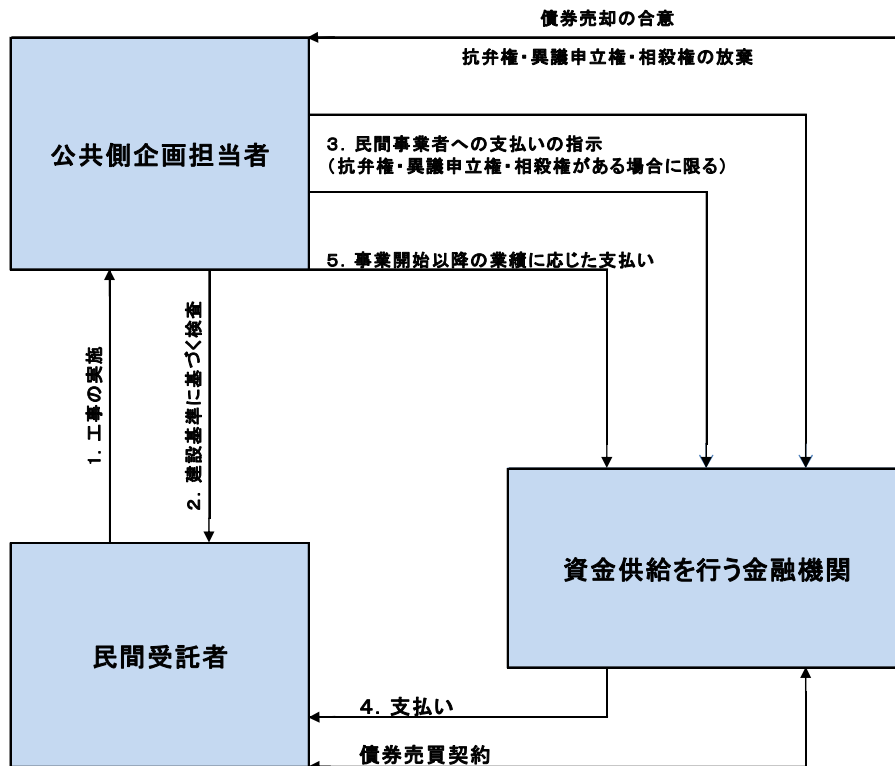 債券売却の合意
抗弁権・異議申立権・相殺権の放棄
公共側企画担当者
3. 民間事業者への支払いの指示
(抗弁権・異議申立権・相殺権がある場合に限る)
5. 事業開始以降の業績に応じた支払い
1. 工事の実施
2. 建設基準に基づく検査
資金供給を行う金融機関
民間受託者
4. 支払い
債券売買契約